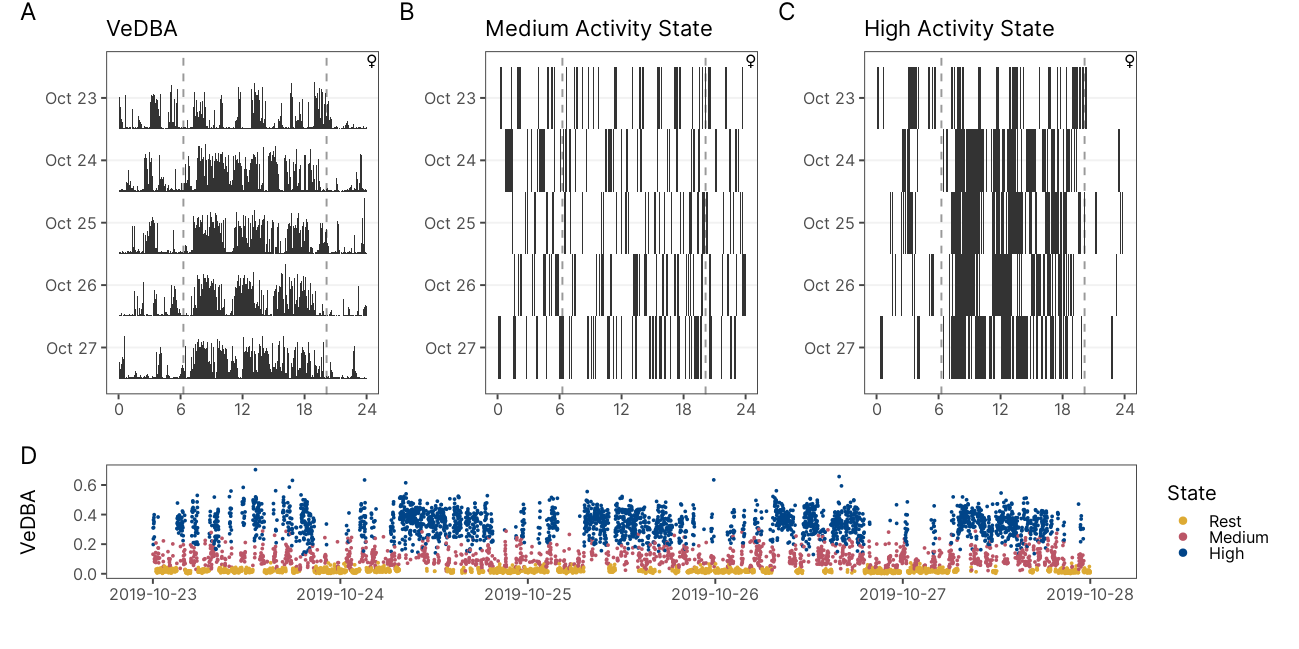 A
B
C
VeDBA
Medium Activity State
High Activity State
♀
♀
♀
Oct 23
Oct 24
Oct 25
Oct 26
Oct 27
0 6 12 18 24
Oct 23
Oct 24
Oct 25
Oct 26
Oct 27
0 6 12 18 24
Oct 23
Oct 24
Oct 25
Oct 26
Oct 27
0 6 12 18 24
D
VeDBA
0.6
0.4
0.2
0.0
2019-10-23 2019-10-24 2019-10-25 2019-10-26 2019-10-27 2019-10-28
State
Rest
Medium
High